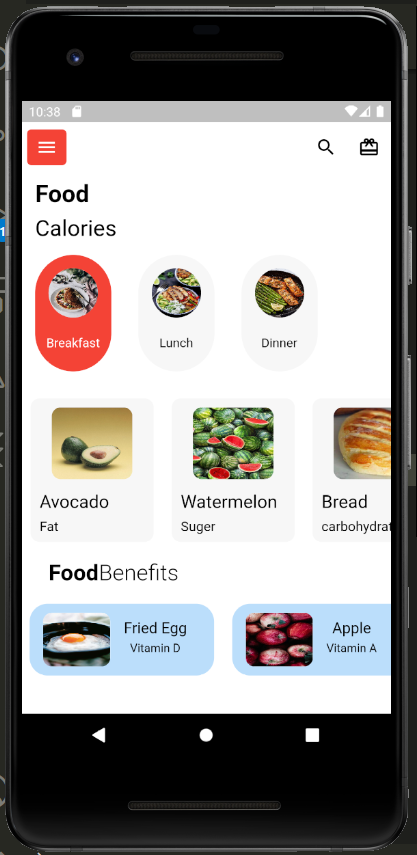 10:38
Food
Calories
Breakfast
Lunch
Dinner
Avocado
Fat
Watermelon
Suger
Bread
carbohydrat
FoodBenefits
Fried Egg
Vitamin D
Apple
Vitamin A
1